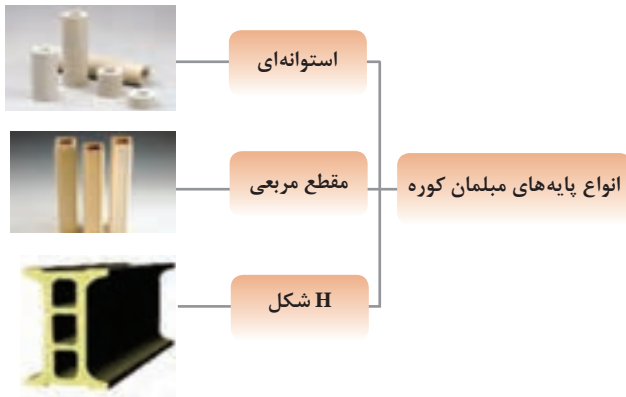 انواع پایه‌های مبلمان کوره
استوانه‌ای
مقطع مربعی
H شکل